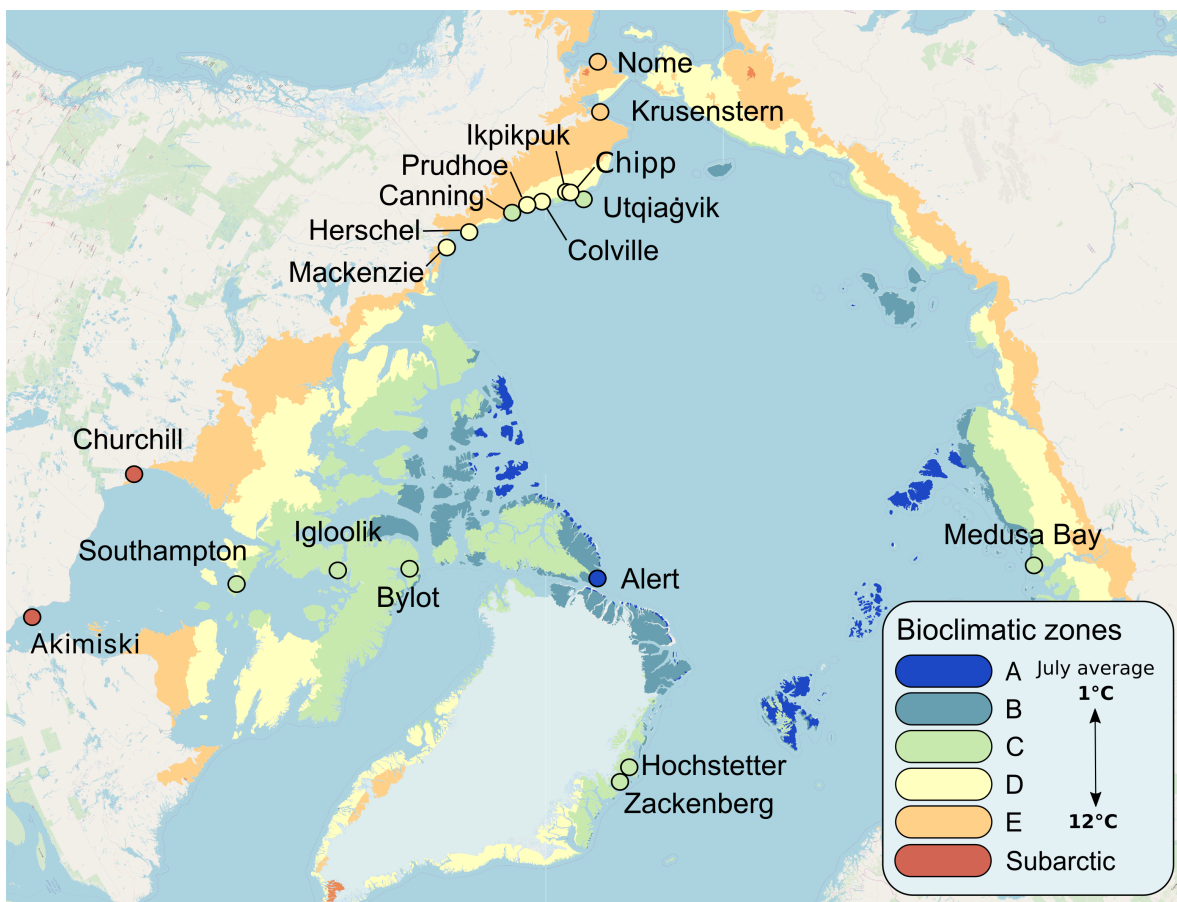 Nome
Krusenstern
Ikpikpuk
Chipp
Prudhoe
Canning
Utqiaġvik
Herschel
Colville
Mackenzie
Churchill
Igloolik
Medusa Bay
Southampton
Alert
Bylot
Akimiski
Hochstetter
Zackenberg
Bioclimatic zones
A July average
1°C
B
C
D
E 12°C
Subarctic